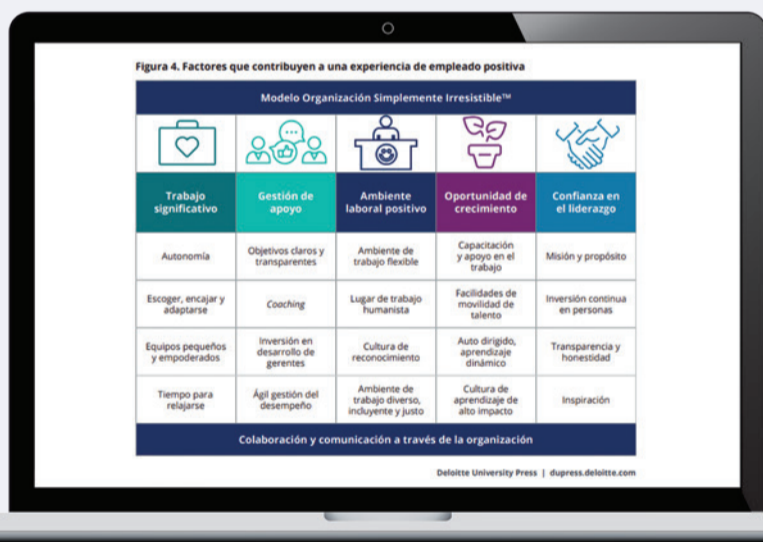 Figura 4. Factores que contribuyen a una experiencia de empleado positiva
Modelo Organización Simplemente Irresistible™
Trabajo significativo
Gestión de apoyo
Ambiente laboral positivo
Oportunidad de crecimiento
Confianza en el liderazgo
Autonomía
Objetivos claros y transparentes
Ambiente de trabajo flexible
Capacitación y apoyo en el trabajo
Misión y propósito
Escoger, encajar y adaptarse
Coaching
Lugar de trabajo humanista
Facilidades de movilidad de talento
Inversión continua en personas
Equipos pequeños y empoderados
Inversión en desarrollo de gerentes
Cultura de reconocimiento
Auto dirigido, aprendizaje dinámico
Transparencia y honestidad
Tiempo para relajarse
Ágil gestión del desempeño
Ambiente de trabajo diverso, incluyente y justo
Cultura de aprendizaje de alto impacto
Inspiración
Colaboración y comunicación a través de la organización
Deloitte University Press | dupress.deloitte.com